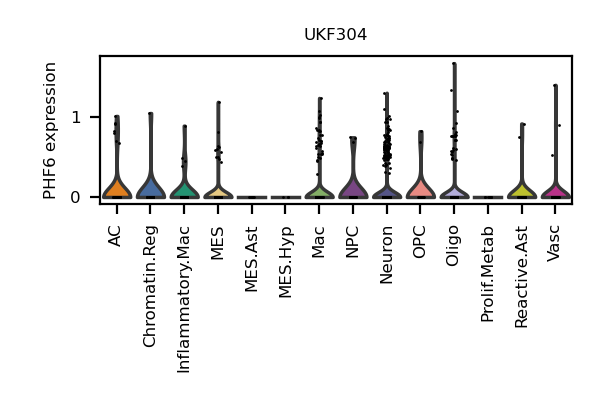 UKF304
PHF6 expression
1
0
AC
Chromatin.Reg
Inflammatory.Mac
MES
MES.Ast
MES.Hyp
Mac
NPC
Neuron
OPC
Oligo
Prolif.Metab
Reactive.Ast
Vasc